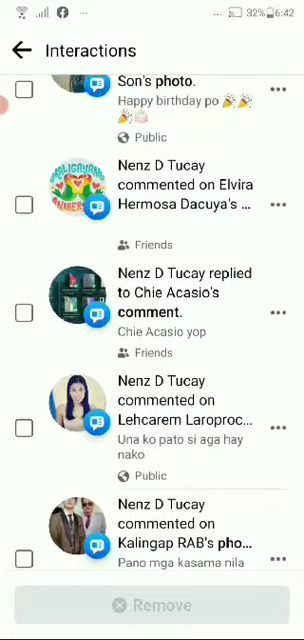 ... 32% 6:42
Interactions
Son's photo.
Happy birthday po 🎉🎉
🎉🎂
Public
Nenz D Tucay
commented on Elvira
Hermosa Dacuya's ...
Friends
Nenz D Tucay replied
to Chie Acasio's
comment.
Chie Acasio yop
Friends
Nenz D Tucay
commented on
Lehcarem Laroproc...
Una ko pato si aga hay
nako
Public
Nenz D Tucay
commented on
Kalingap RAB's pho...
Pano mga kasama nila
Remove